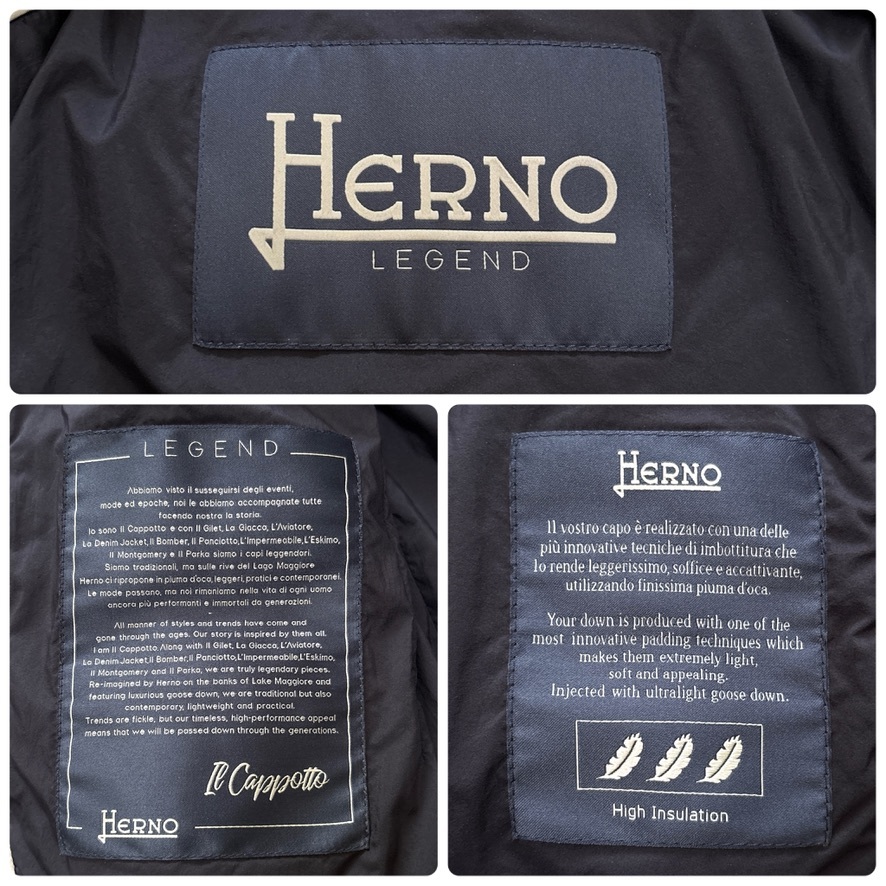 HERNO
LEGEND
LEGEND
Abbiamo visto il susseguirsi degli eventi,
mode ed epoche, noi le abbiamo accompagnate tutte
facendo nostra la storia.
Io sono Il Cappotto e con Il Gilet, La Giacca, L'Aviatore,
La Denim Jacket, Il Bomber, Il Panciotto, L'Impermeabile, L'Eskimo,
Il Montgomery e Il Parka siamo i capi leggendari.
Siamo tradizionali, ma sulle rive del Lago Maggiore
Herno ci ripropone in piuma d'oca, leggeri, pratici e contemporanei.
Le mode passano, ma noi rimaniamo nella vita di ogni uomo
ancora più performanti e immortali da generazioni.
-
All manner of styles and trends have come and
gone through the ages. Our story is inspired by them all.
I am Il Cappotto. Along with Il Gilet, La Giacca, L'Aviatore,
La Denim Jacket, Il Bomber, Il Panciotto, L'Impermeabile, L'Eskimo,
Il Montgomery and Il Parka, we are truly legendary pieces.
Re-imagined by Herno on the banks of Lake Maggiore and
featuring luxurious goose down, we are traditional but also
contemporary, lightweight and practical.
Trends are fickle, but our timeless, high-performance appeal
means that we will be passed down through the generations.
Il Cappotto
HERNO
HERNO
Il vostro capo è realizzato con una delle
più innovative tecniche di imbottitura che
lo rende leggerissimo, soffice e accattivante,
utilizzando finissima piuma d'oca.
Your down is produced with one of the
most innovative padding techniques which
makes them extremely light,
soft and appealing.
Injected with ultralight goose down.
High Insulation